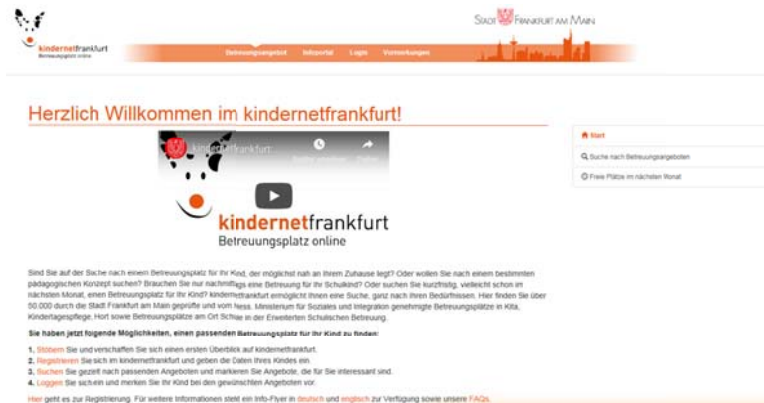 STADT FRANKFURT AM MAIN
kindernetfrankfurt
Betreuungsplatz online
Betreuungsangebot Infoportal Login Vormerkungen
Herzlich Willkommen im kindernetfrankfurt!
Start
Suche nach Betreuungsangeboten
Freie Plätze im nächsten Monat
kindernetfrankfurt
kindernetfrankfurt
Betreuungsplatz online
Sind Sie auf der Suche nach einem Betreuungsplatz für Ihr Kind, der möglichst nah an Ihrem Zuhause liegt? Oder wollen Sie nach einem bestimmten
pädagogischen Konzept suchen? Brauchen Sie nur nachmittags eine Betreuung für Ihr Schulkind? Oder suchen Sie kurzfristig, vielleicht schon im
nächsten Monat, einen Betreuungsplatz für Ihr Kind? kindernetfrankfurt ermöglicht Ihnen eine Suche, ganz nach Ihren Bedürfnissen. Hier finden Sie über
50.000 durch die Stadt Frankfurt am Main geprüfte und vom Hess. Ministerium für Soziales und Integration genehmigte Betreuungsplätze in Kita,
Kindertagespflege, Hort sowie Betreuungsplätze am Ort Schule in der Erweiterten Schulischen Betreuung.
Sie haben jetzt folgende Möglichkeiten, einen passenden Betreuungsplatz für Ihr Kind zu finden:
1. Stöbern Sie und verschaffen Sie sich einen ersten Überblick auf kindernetfrankfurt.
2. Registrieren Sie sich im kindernetfrankfurt und geben die Daten Ihres Kindes ein.
3. Suchen Sie gezielt nach passenden Angeboten und markieren Sie Angebote, die für Sie interessant sind.
4. Loggen Sie sich ein und merken Sie Ihr Kind bei den gewünschten Angeboten vor.
Hier geht es zur Registrierung. Für weitere Informationen steht ein Info-Flyer in deutsch und englisch zur Verfügung sowie unsere FAQs.